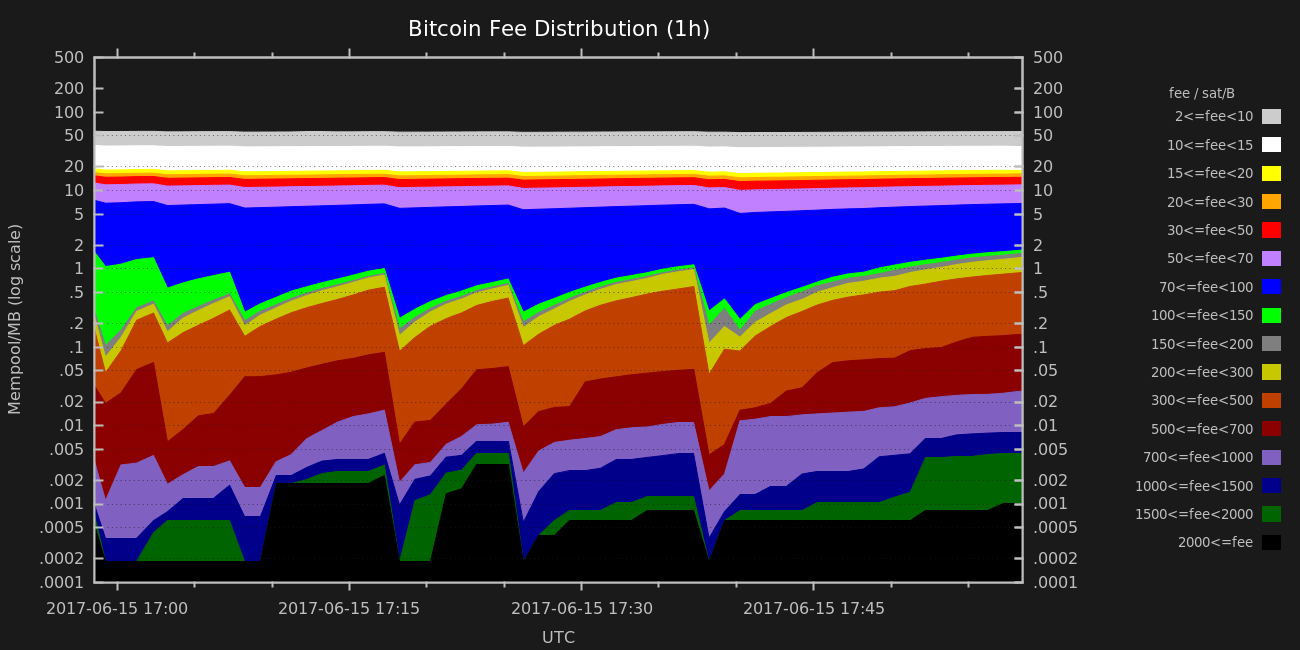 Bitcoin Fee Distribution (1h)
500 500
200 200
100 100
50 50
20 20
10 10
5 5
2 2
1 1
.5 .5
.2 .2
.1 .1
.05 .05
.02 .02
.01 .01
.005 .005
.002 .002
.001 .001
.0005 .0005
.0002 .0002
.0001 .0001
Mempool/MB (log scale)
2017-06-15 17:00 2017-06-15 17:15 2017-06-15 17:30 2017-06-15 17:45
UTC
fee / sat/B
2<=fee<10
10<=fee<15
15<=fee<20
20<=fee<30
30<=fee<50
50<=fee<70
70<=fee<100
100<=fee<150
150<=fee<200
200<=fee<300
300<=fee<500
500<=fee<700
700<=fee<1000
1000<=fee<1500
1500<=fee<2000
2000<=fee